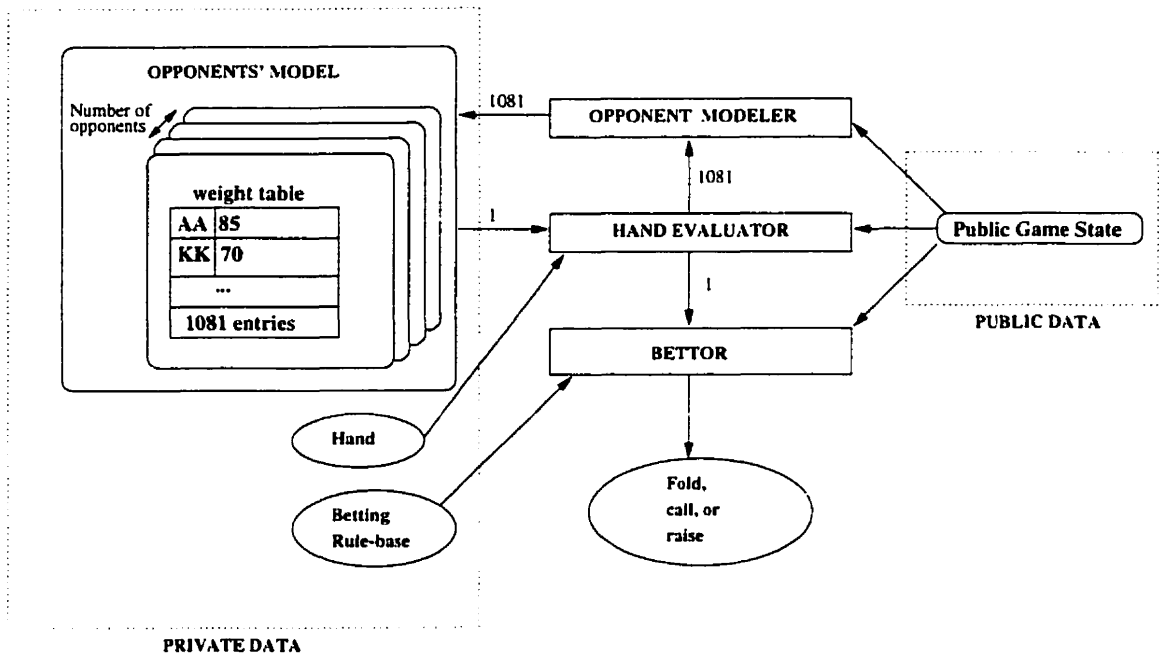 OPPONENTS' MODEL
Number of
opponents
weight table
AA 85
KK 70
...
1081 entries
1081
OPPONENT MODELER
1081
1
HAND EVALUATOR
Public Game State
1
PUBLIC DATA
BETTOR
Hand
Betting
Rule-base
Fold,
call, or
raise
PRIVATE DATA